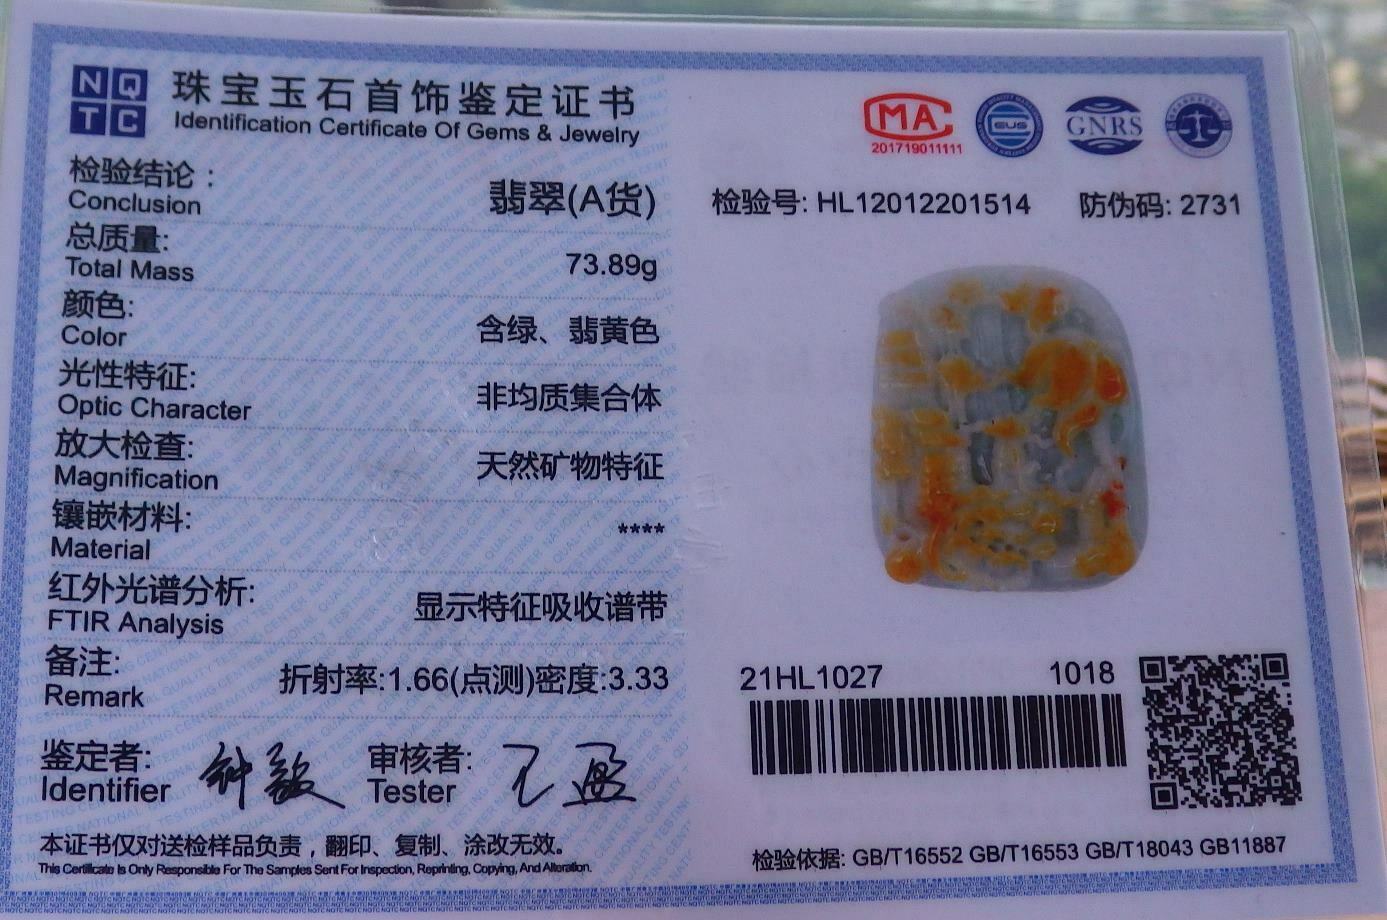 NQ
TC
珠宝玉石首饰鉴定证书
Identification Certificate Of Gems & Jewelry
检验结论：
Conclusion
翡翠(A货)
总质量:
Total Mass
73.89g
颜色:
Color
含绿、翡黄色
光性特征:
Optic Character
非均质集合体
放大检查:
Magnification
天然矿物特征
镶嵌材料:
Material
****
红外光谱分析:
FTIR Analysis
显示特征吸收谱带
备注:
Remark
折射率:1.66(点测)密度:3.33
鉴定者:
Identifier
钟敏
审核者:
Tester
本证书仅对送检样品负责，翻印、复制、涂改无效。
This Certificate Is Only Responsible For The Samples Sent For Inspection, Reprinting, Copying, And Alteration.
MA
201719011111
EUS
GNRS
检验号: HL12012201514
防伪码: 2731
21HL1027
1018
检验依据: GB/T16552 GB/T16553 GB/T18043 GB11887